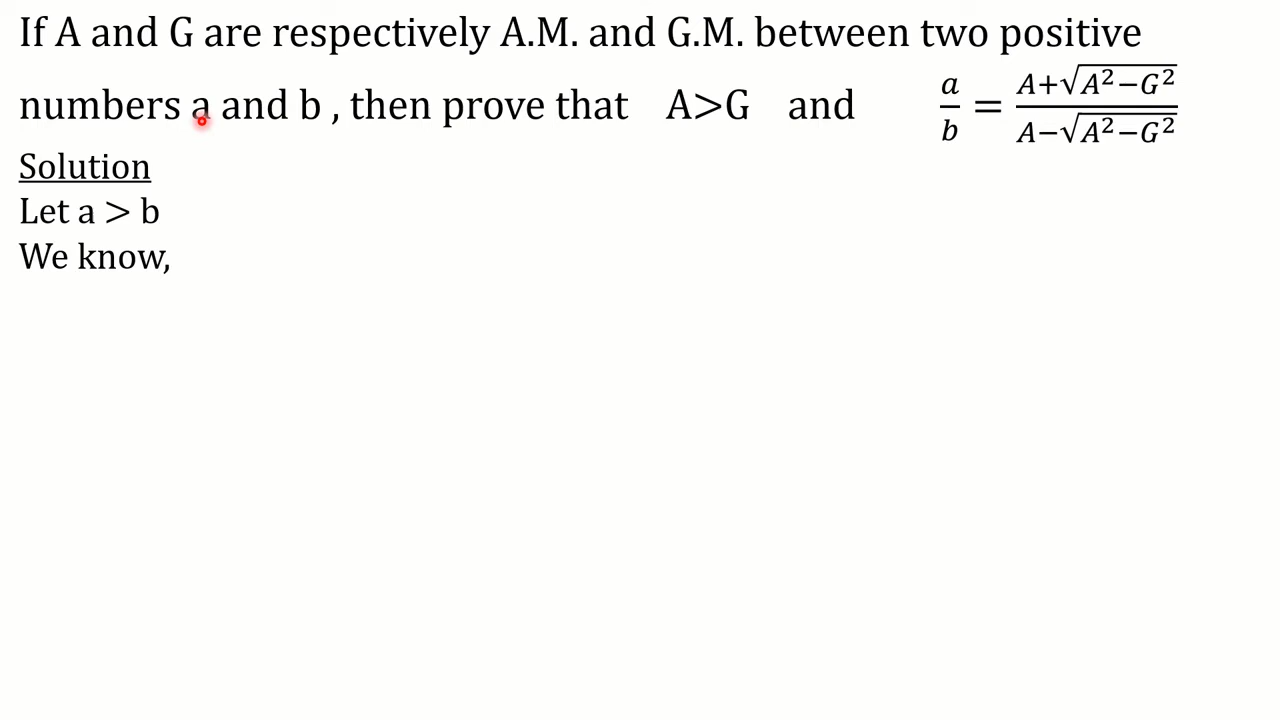 If A and G are respectively A.M. and G.M. between two positive
numbers a and b , then prove that A>G and a/b = (A+√(A²−G²))/(A−√(A²−G²))
Solution
Let a > b
We know,